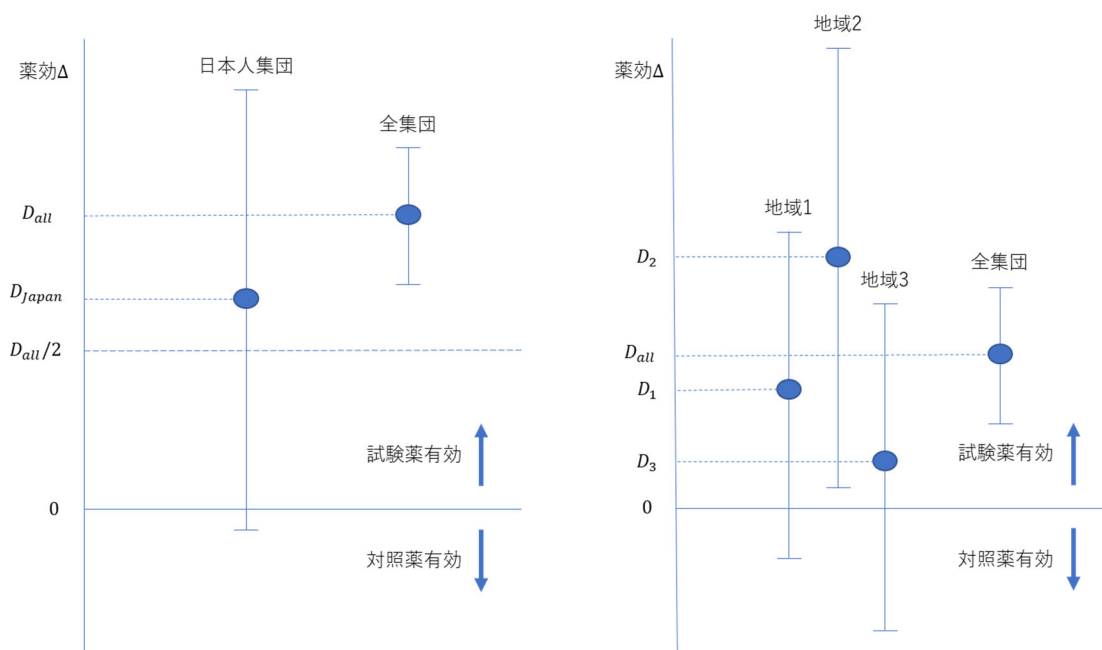 薬効Δ
日本人集団
全集団
D_all
D_Japan
D_all/2
試験薬有効
0
対照薬有効
地域2
薬効Δ
地域1
D_2
地域3
全集団
D_all
D_1
D_3
試験薬有効
0
対照薬有効